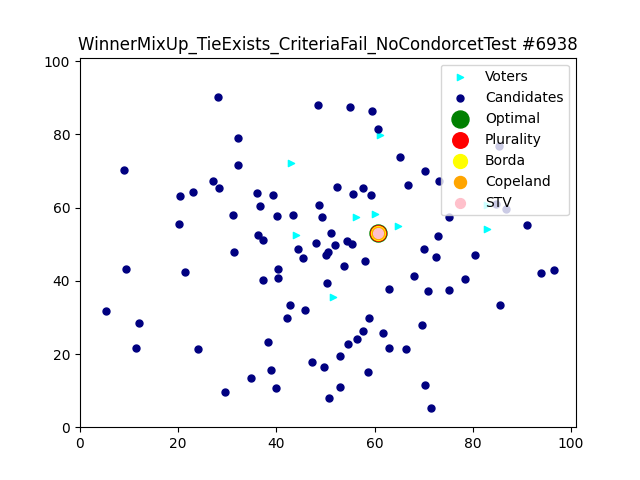 WinnerMixUp_TieExists_CriteriaFail_NoCondorcetTest #6938
100
80
60
40
20
0
0 20 40 60 80 100
Voters
Candidates
Optimal
Plurality
Borda
Copeland
STV